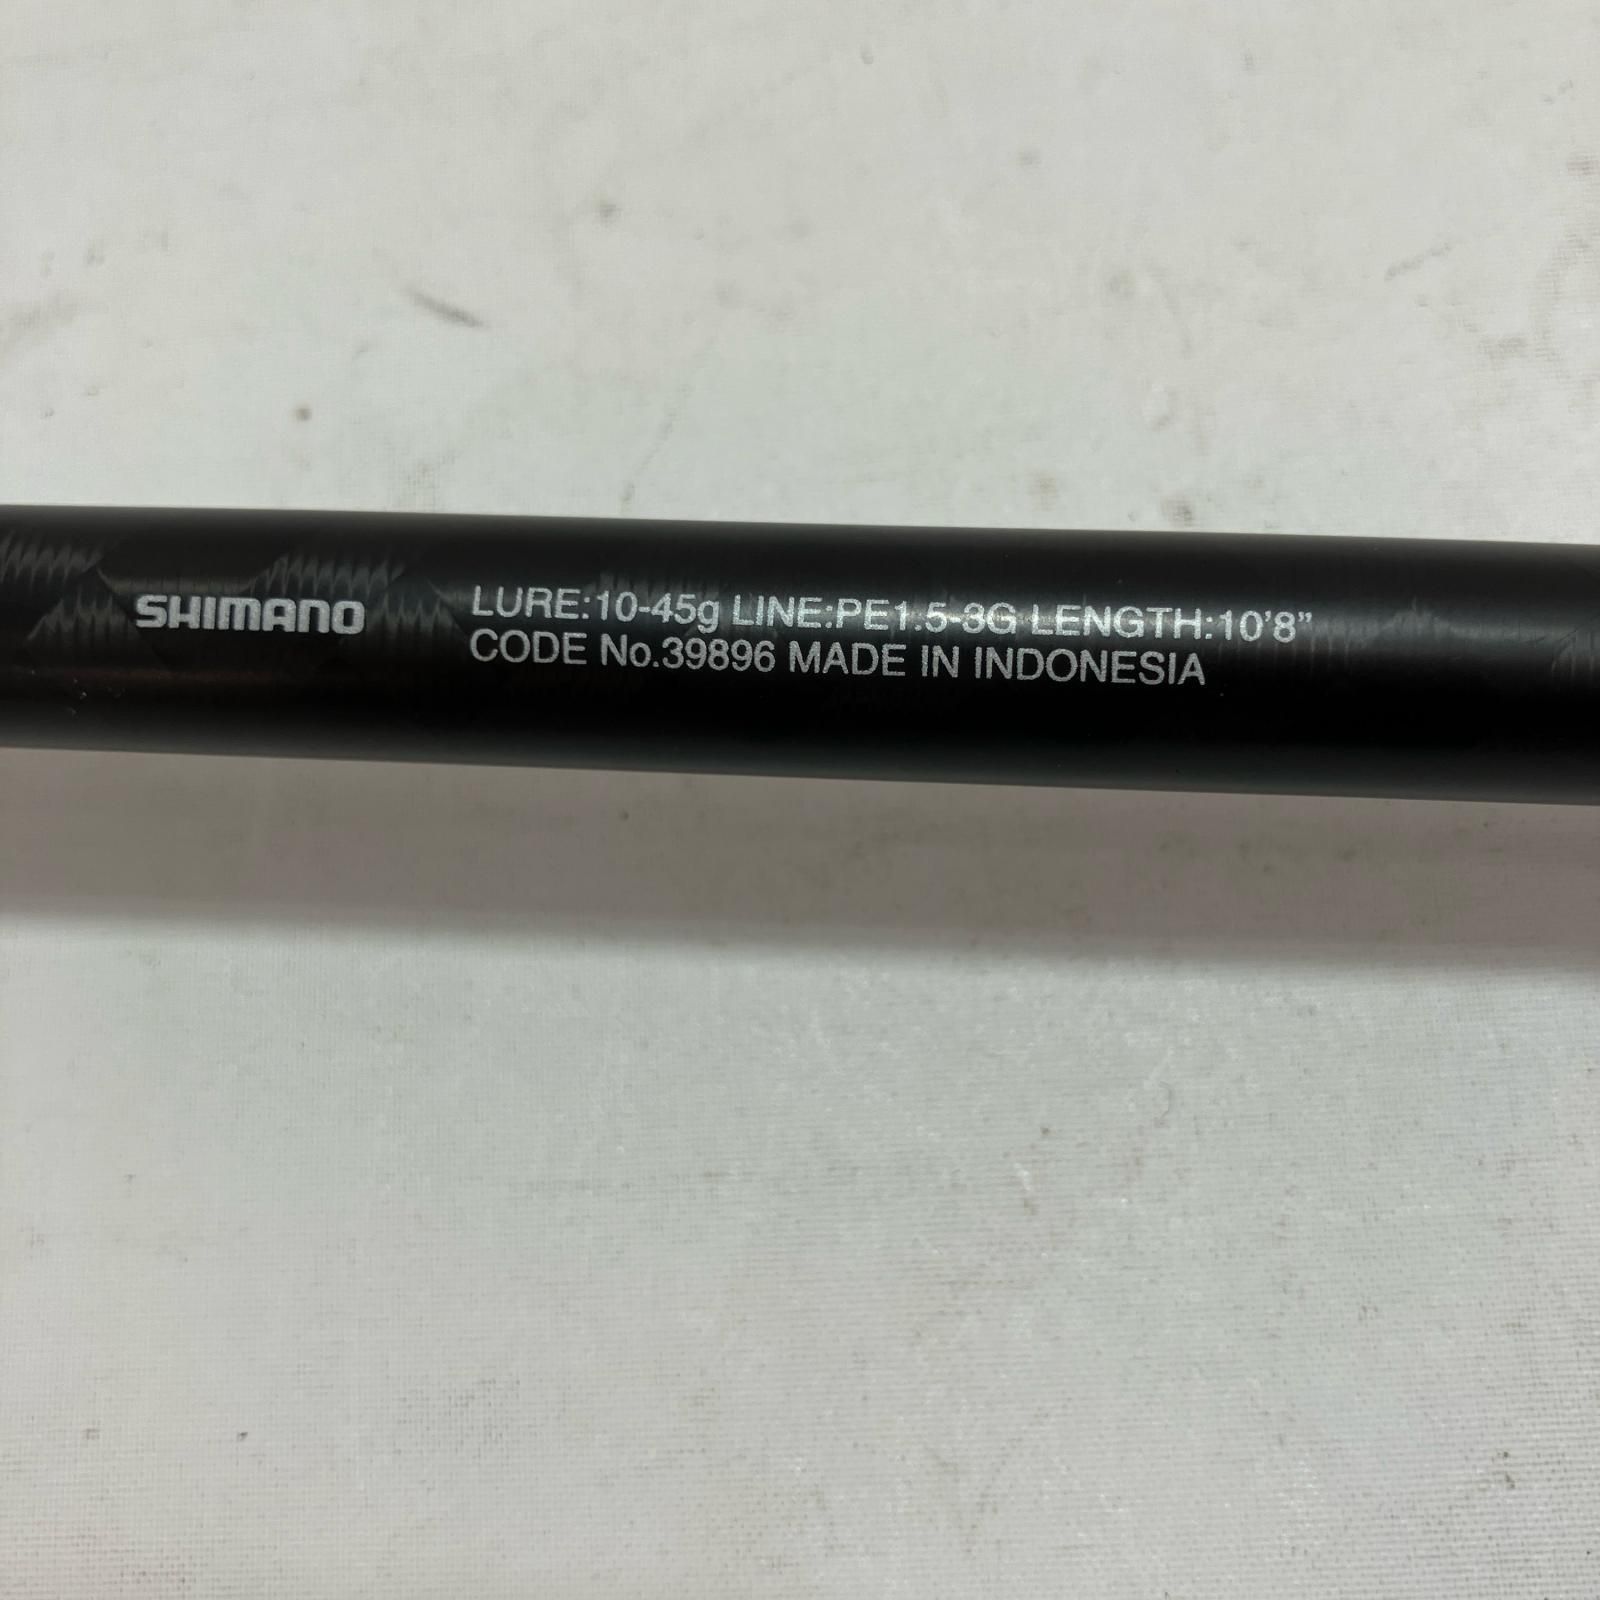 SHIMANO LURE:10-45g LINE:PE1.5-3G LENGTH:10'8”
CODE No.39896 MADE IN INDONESIA